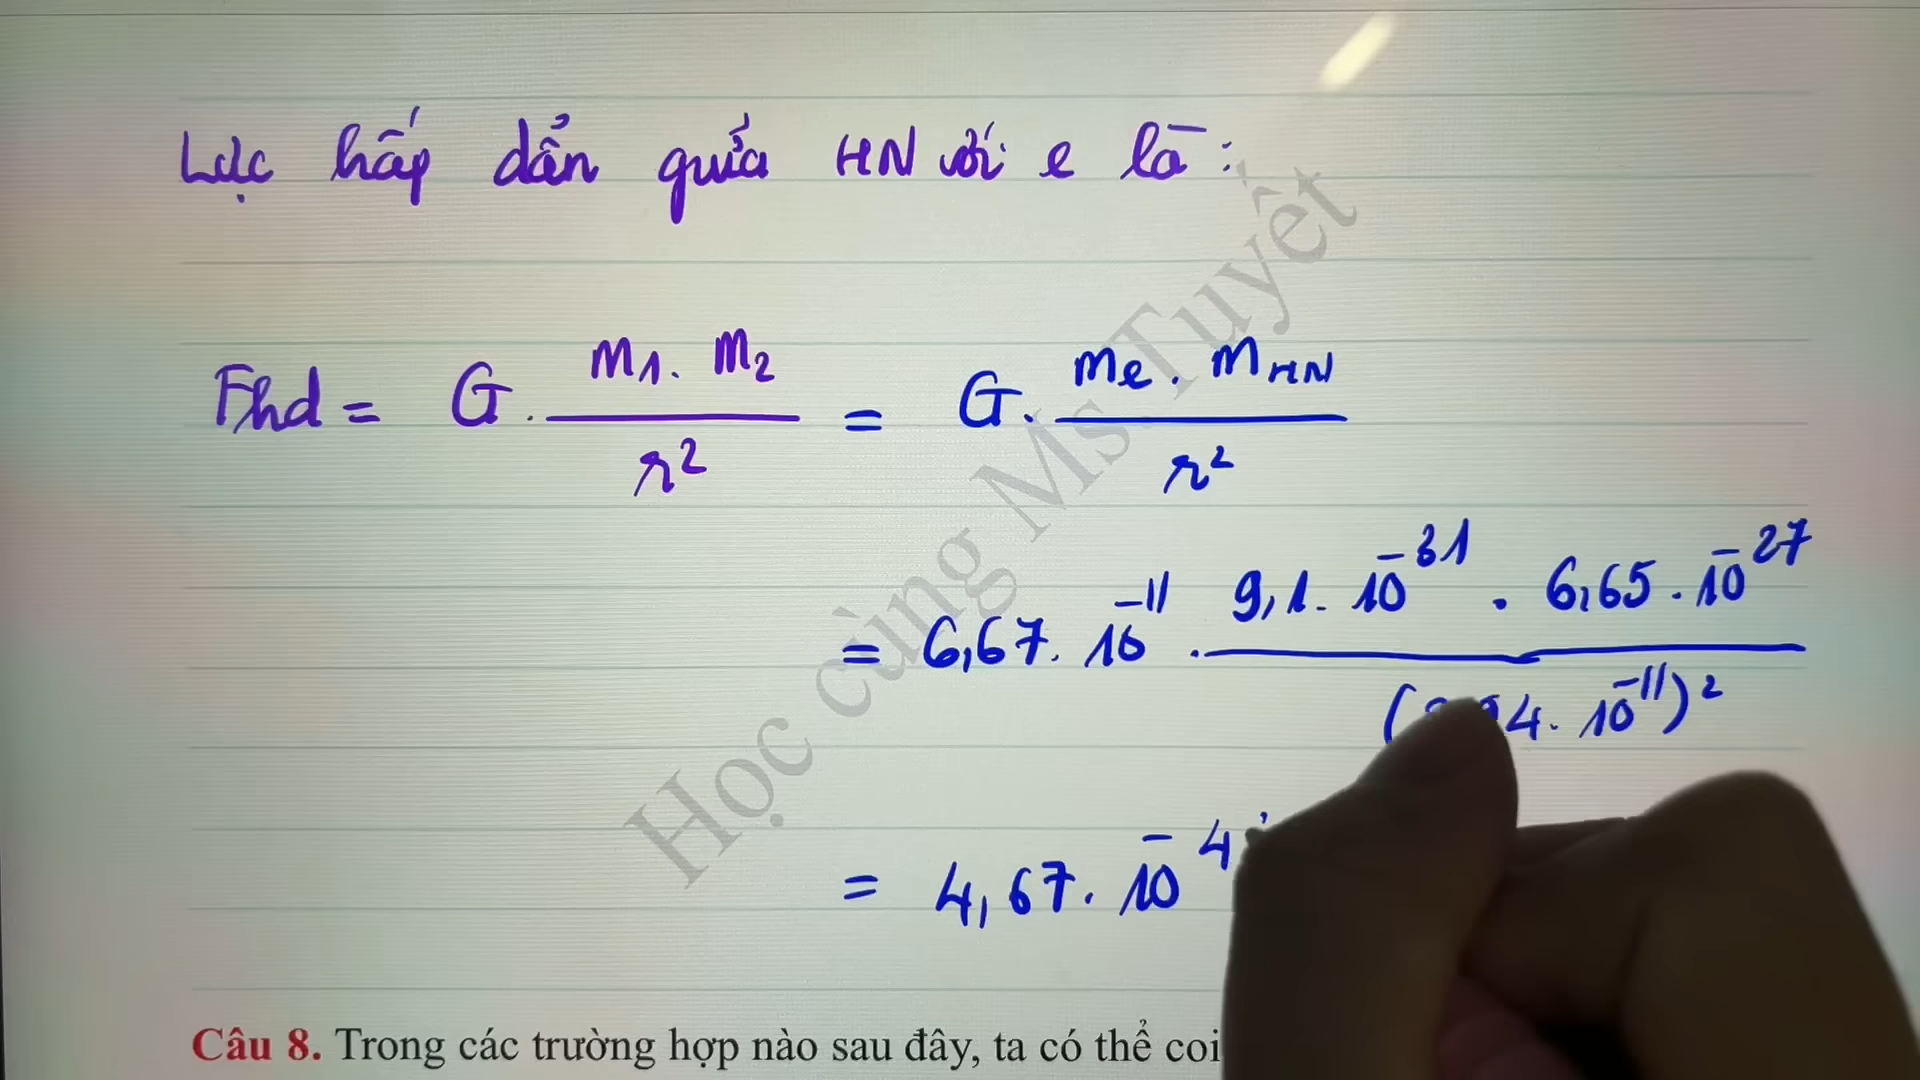 Lực hấp dẩn giữa HN với e là:
Fhd = G. m1. m2 / r² = G. me. mHN / r²
= 6,67. 10⁻¹¹ . 9,1. 10⁻³¹ . 6,65. 10⁻²⁷ / ( 4. 10⁻¹¹)²
= 4,67. 10
Học cùng Ms. Tuyết
Câu 8. Trong các trường hợp nào sau đây, ta có thể coi